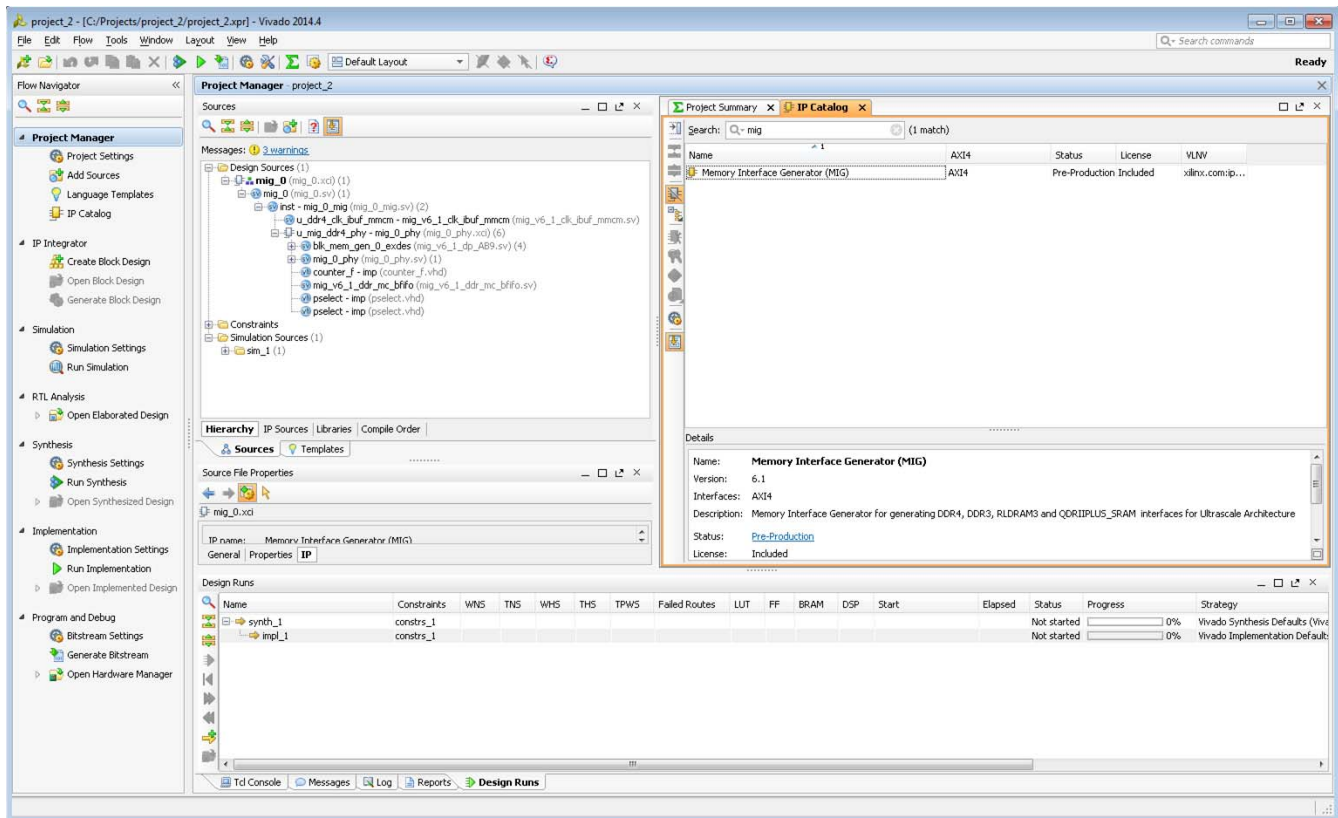 project_2 - [C:/Projects/project_2/project_2.xpr] - Vivado 2014.4
File Edit Flow Tools Window Layout View Help
Search commands
Default Layout
Ready
Flow Navigator
Project Manager
Project Settings
Add Sources
Language Templates
IP Catalog
IP Integrator
Create Block Design
Open Block Design
Generate Block Design
Simulation
Simulation Settings
Run Simulation
RTL Analysis
Open Elaborated Design
Synthesis
Synthesis Settings
Run Synthesis
Open Synthesized Design
Implementation
Implementation Settings
Run Implementation
Open Implemented Design
Program and Debug
Bitstream Settings
Generate Bitstream
Open Hardware Manager
Project Manager - project_2
Sources
Messages: 3 warnings
Design Sources (1)
mig_0 (mig_0.xci) (1)
mig_0 (mig_0.sv) (1)
inst - mig_0_mig (mig_0_mig.sv) (2)
u_ddr4_clk_ibuf_mmcm - mig_v6_1_clk_ibuf_mmcm (mig_v6_1_clk_ibuf_mmcm.sv)
u_mig_ddr4_phy - mig_0_phy (mig_0_phy.xci) (6)
blk_mem_gen_0_exdes (mig_v6_1_dp_AB9.sv) (4)
mig_0_phy (mig_0_phy.sv) (1)
counter_f - imp (counter_f.vhd)
mig_v6_1_ddr_mc_bfifo (mig_v6_1_ddr_mc_bfifo.sv)
pselect - imp (pselect.vhd)
pselect - imp (pselect.vhd)
Constraints
Simulation Sources (1)
sim_1 (1)
Hierarchy IP Sources Libraries Compile Order
Sources Templates
Source File Properties
mig_0.xci
IP name: Memory Interface Generator (MIG)
General Properties IP
Project Summary IP Catalog
Search: mig (1 match)
Name 1 AXI4 Status License VLNV
Memory Interface Generator (MIG) AXI4 Pre-Production Included xilinx.com:ip...
Details
Name: Memory Interface Generator (MIG)
Version: 6.1
Interfaces: AXI4
Description: Memory Interface Generator for generating DDR4, DDR3, RLDRAM3 and QDRIIPLUS_SRAM interfaces for Ultrascale Architecture
Status: Pre-Production
License: Included
Design Runs
Name Constraints WNS TNS WHS THS TPWS Failed Routes LUT FF BRAM DSP Start Elapsed Status Progress Strategy
synth_1 constrs_1 Not started 0% Vivado Synthesis Defaults (Viva
impl_1 constrs_1 Not started 0% Vivado Implementation Default
Tcl Console Messages Log Reports Design Runs